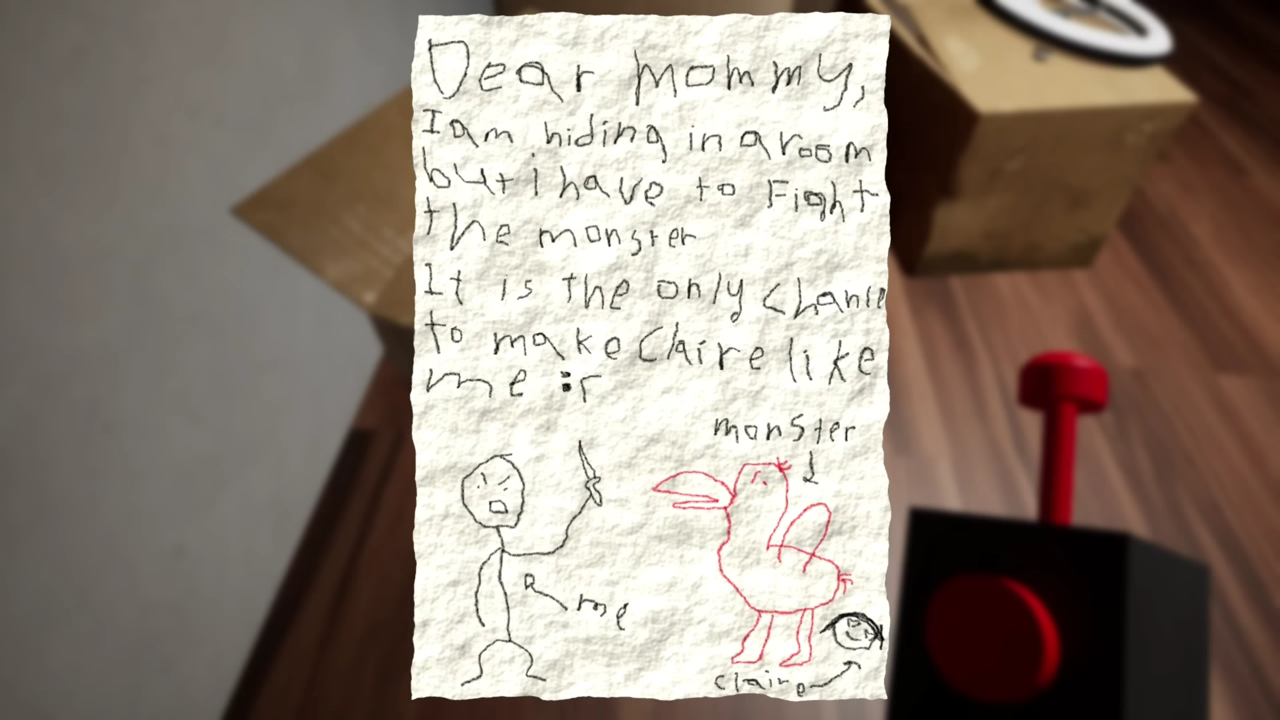 Dear mommy,
I am hiding in a room
but i have to Fight
the monster
It is the only chance
to make Claire like
me :r
monster
me
claire